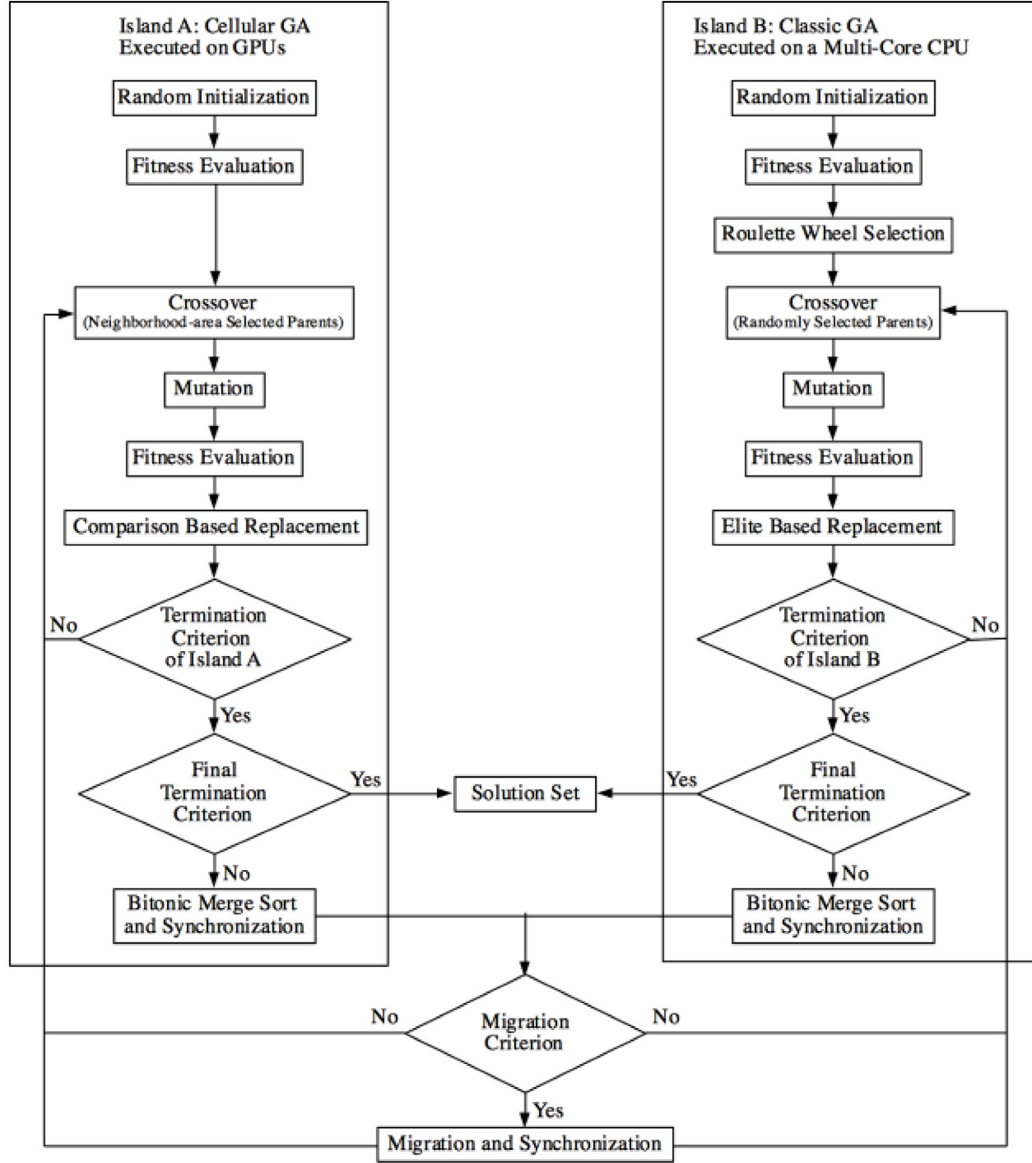 Island A: Cellular GA
Executed on GPUs
Random Initialization
Fitness Evaluation
Crossover
(Neighborhood-area Selected Parents)
Mutation
Fitness Evaluation
Comparison Based Replacement
Termination
Criterion
of Island A
No
Yes
Final
Termination
Criterion
Yes
No
Bitonic Merge Sort
and Synchronization
Island B: Classic GA
Executed on a Multi-Core CPU
Random Initialization
Fitness Evaluation
Roulette Wheel Selection
Crossover
(Randomly Selected Parents)
Mutation
Fitness Evaluation
Elite Based Replacement
Termination
Criterion
of Island B
No
Yes
Final
Termination
Criterion
Yes
No
Bitonic Merge Sort
and Synchronization
Solution Set
Migration
Criterion
No
No
Yes
Migration and Synchronization